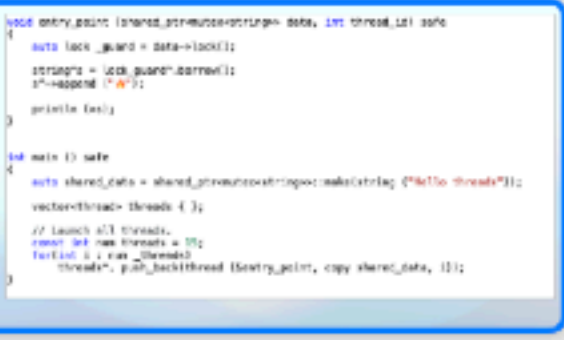 void entry_point (shared_ptr<mutex<string>> data, int thread_id) safe
{
auto lock_guard = data->lock();
string^s = lock_guard^.borrow();
s^->append ("🔥");
println (*s);
}
int main () safe
{
auto shared_data = shared_ptr<mutex<string>>::make(string ("Hello threads"));
vector<thread> threads { };
// Launch all threads.
const int num_threads =
for(int i : num_threads)
threads^.push_back(thread (&entry_point, copy shared_data, i));
}